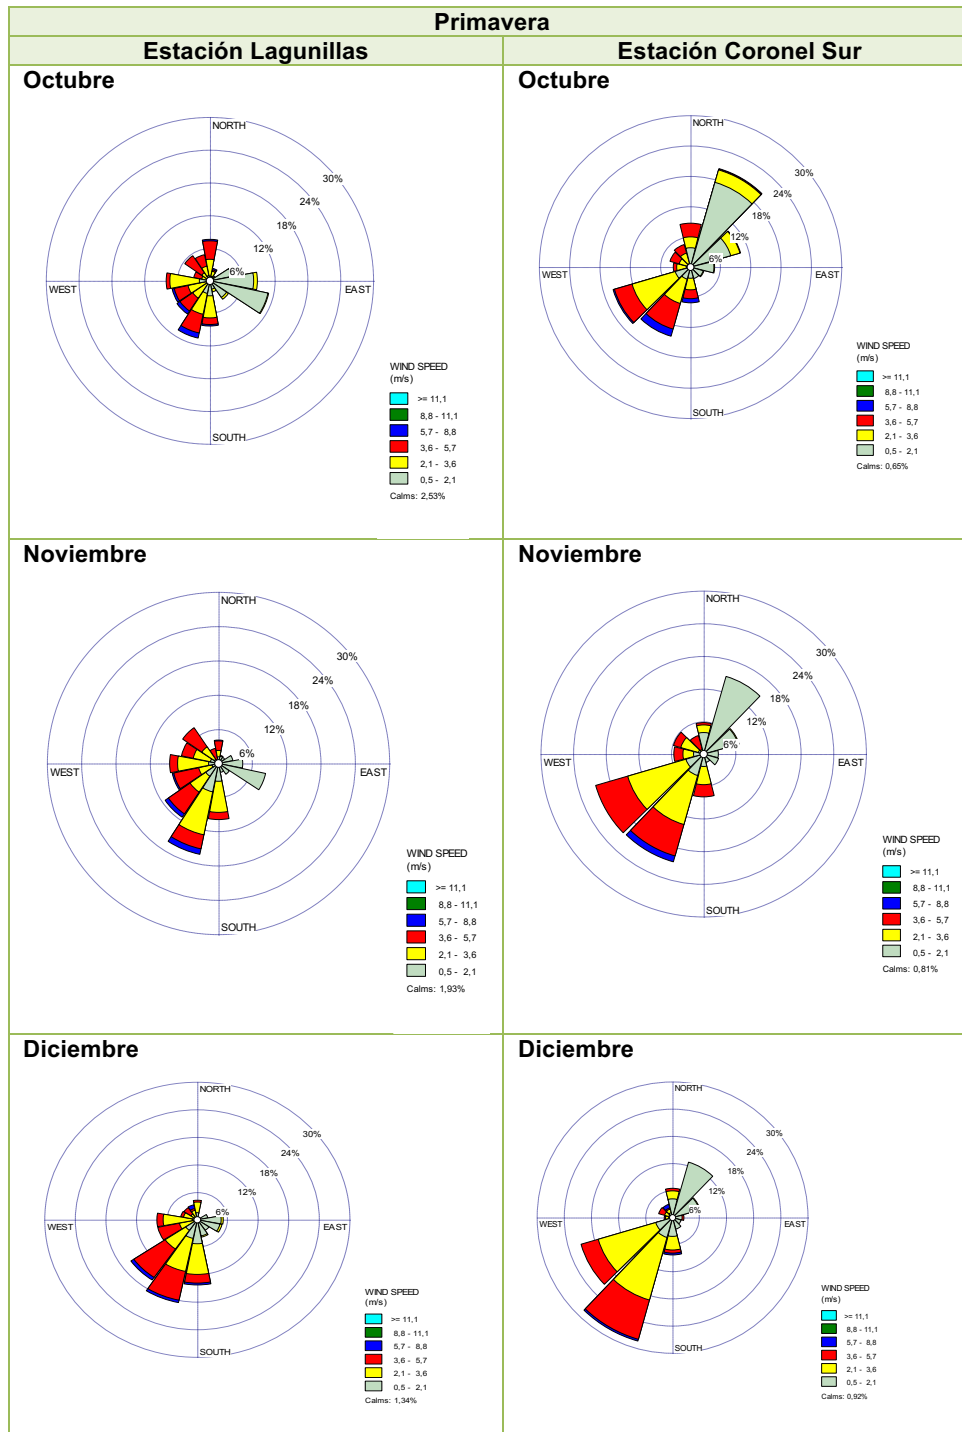 Primavera
Estación Lagunillas
Estación Coronel Sur
Octubre
NORTH
30%
24%
18%
12%
6%
WEST
EAST
SOUTH
WIND SPEED
(m/s)
>= 11,1
8,8 - 11,1
5,7 - 8,8
3,6 - 5,7
2,1 - 3,6
0,5 - 2,1
Calms: 2,53%
Octubre
NORTH
30%
24%
18%
12%
6%
WEST
EAST
SOUTH
WIND SPEED
(m/s)
>= 11,1
8,8 - 11,1
5,7 - 8,8
3,6 - 5,7
2,1 - 3,6
0,5 - 2,1
Calms: 0,65%
Noviembre
NORTH
30%
24%
18%
12%
6%
WEST
EAST
SOUTH
WIND SPEED
(m/s)
>= 11,1
8,8 - 11,1
5,7 - 8,8
3,6 - 5,7
2,1 - 3,6
0,5 - 2,1
Calms: 1,93%
Noviembre
NORTH
30%
24%
18%
12%
6%
WEST
EAST
SOUTH
WIND SPEED
(m/s)
>= 11,1
8,8 - 11,1
5,7 - 8,8
3,6 - 5,7
2,1 - 3,6
0,5 - 2,1
Calms: 0,81%
Diciembre
NORTH
30%
24%
18%
12%
6%
WEST
EAST
SOUTH
WIND SPEED
(m/s)
>= 11,1
8,8 - 11,1
5,7 - 8,8
3,6 - 5,7
2,1 - 3,6
0,5 - 2,1
Calms: 1,34%
Diciembre
NORTH
30%
24%
18%
12%
6%
WEST
EAST
SOUTH
WIND SPEED
(m/s)
>= 11,1
8,8 - 11,1
5,7 - 8,8
3,6 - 5,7
2,1 - 3,6
0,5 - 2,1
Calms: 0,92%